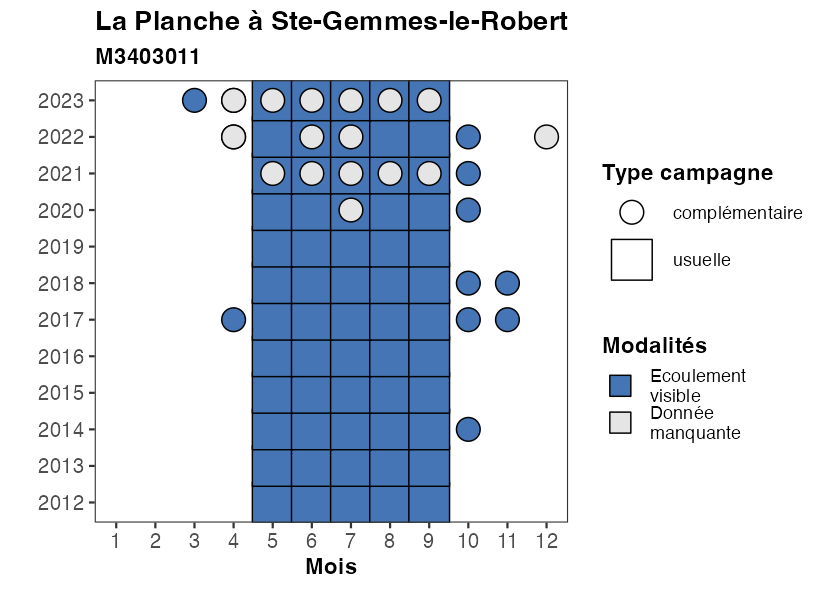 La Planche à Ste-Gemmes-le-Robert
M3403011
2023
2022
2021
2020
2019
2018
2017
2016
2015
2014
2013
2012
1 2 3 4 5 6 7 8 9 10 11 12
Mois
Type campagne
complémentaire
usuelle
Modalités
Ecoulement
visible
Donnée
manquante